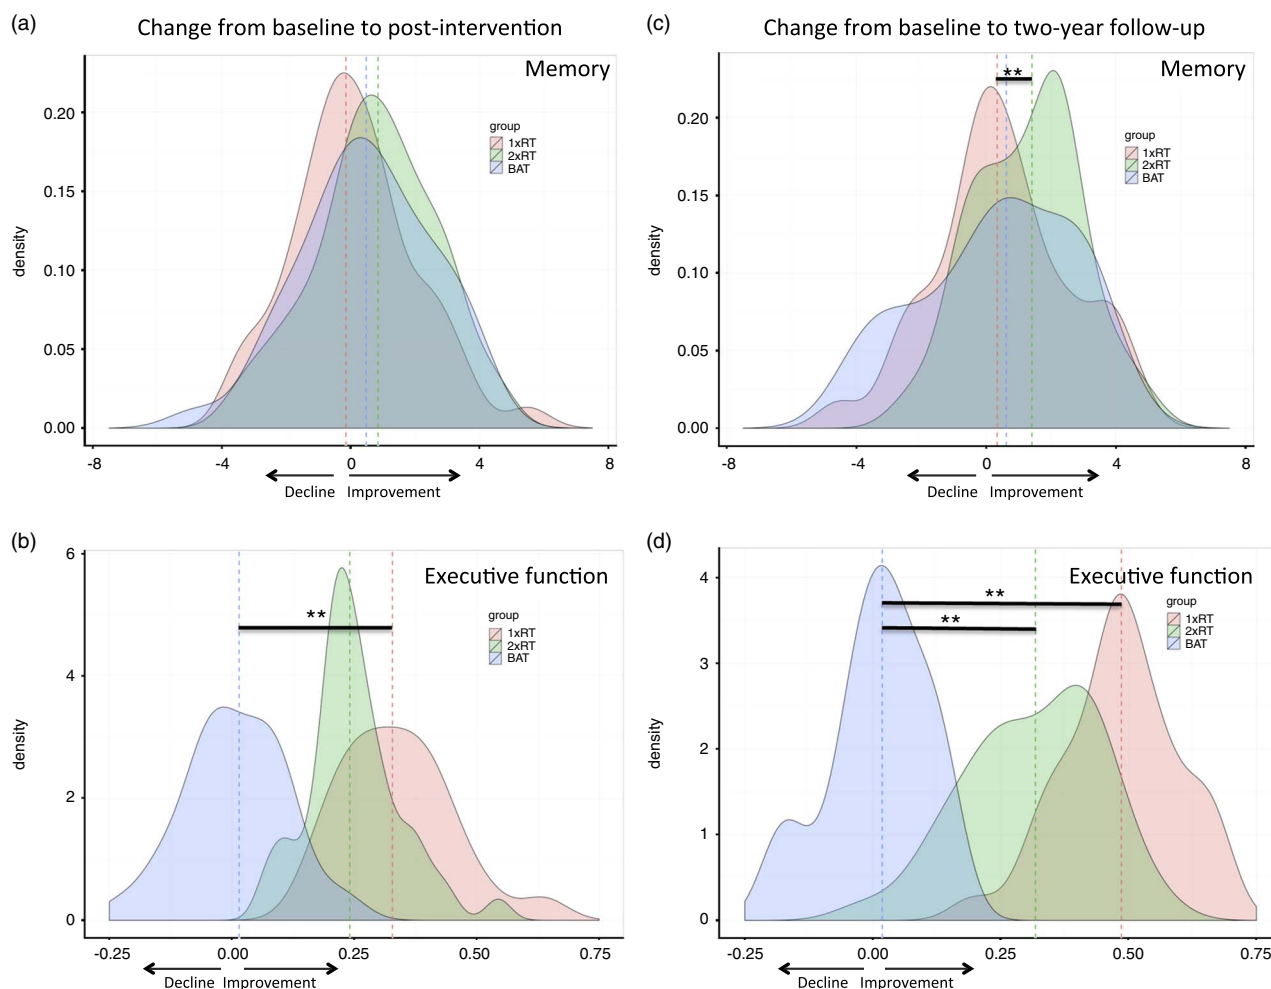 (a)
Change from baseline to post-intervention
Memory
group
1xRT
2xRT
BAT
density
0.20
0.15
0.10
0.05
0.00
-8 -4 0 4 8
Decline Improvement
(c)
Change from baseline to two-year follow-up
Memory
**
group
1xRT
2xRT
BAT
density
0.20
0.15
0.10
0.05
0.00
-8 -4 0 4 8
Decline Improvement
(b)
Executive function
**
group
1xRT
2xRT
BAT
density
6
4
2
0
-0.25 0.00 0.25 0.50 0.75
Decline Improvement
(d)
Executive function
**
**
group
1xRT
2xRT
BAT
density
4
3
2
1
0
-0.25 0.00 0.25 0.50 0.75
Decline Improvement